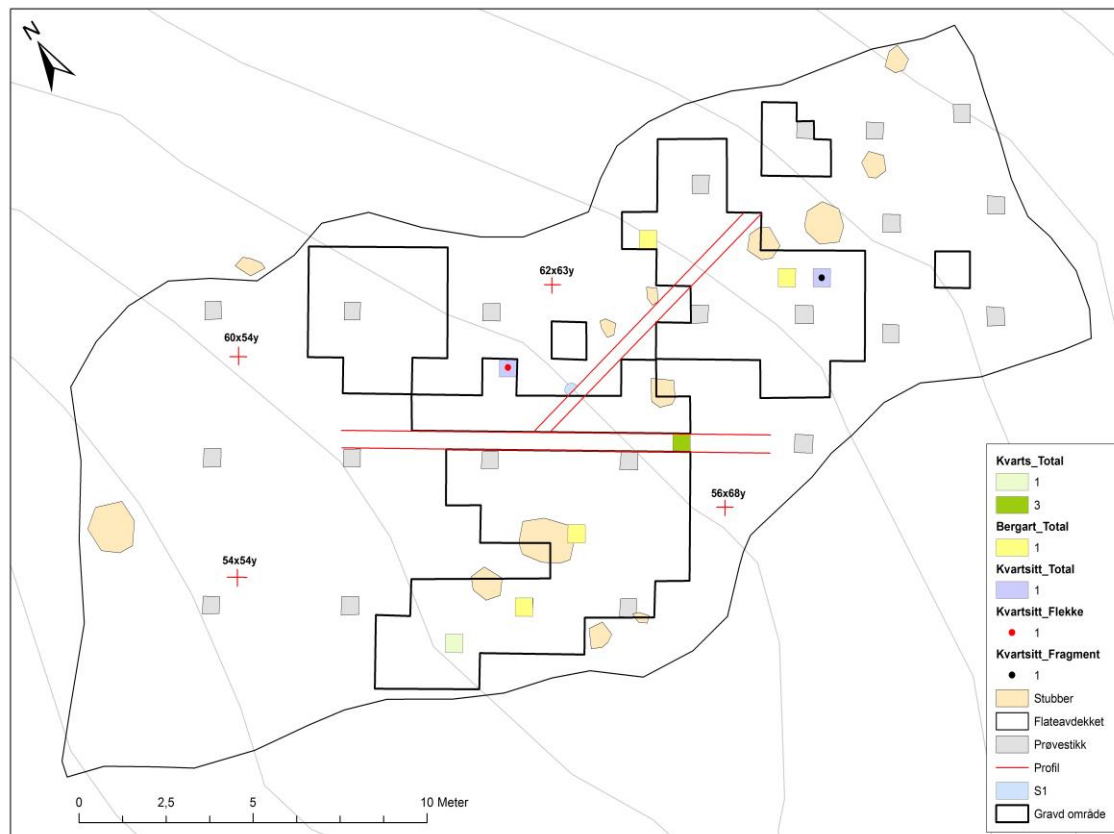 N
62x63y
60x54y
56x68y
54x54y
Kvarts_Total
1
3
Bergart_Total
1
Kvartsitt_Total
1
Kvartsitt_Flekke
1
Kvartsitt_Fragment
1
Stubber
Flateavdekket
Prøvestikk
Profil
S1
Gravd område
0 2,5 5 10 Meter